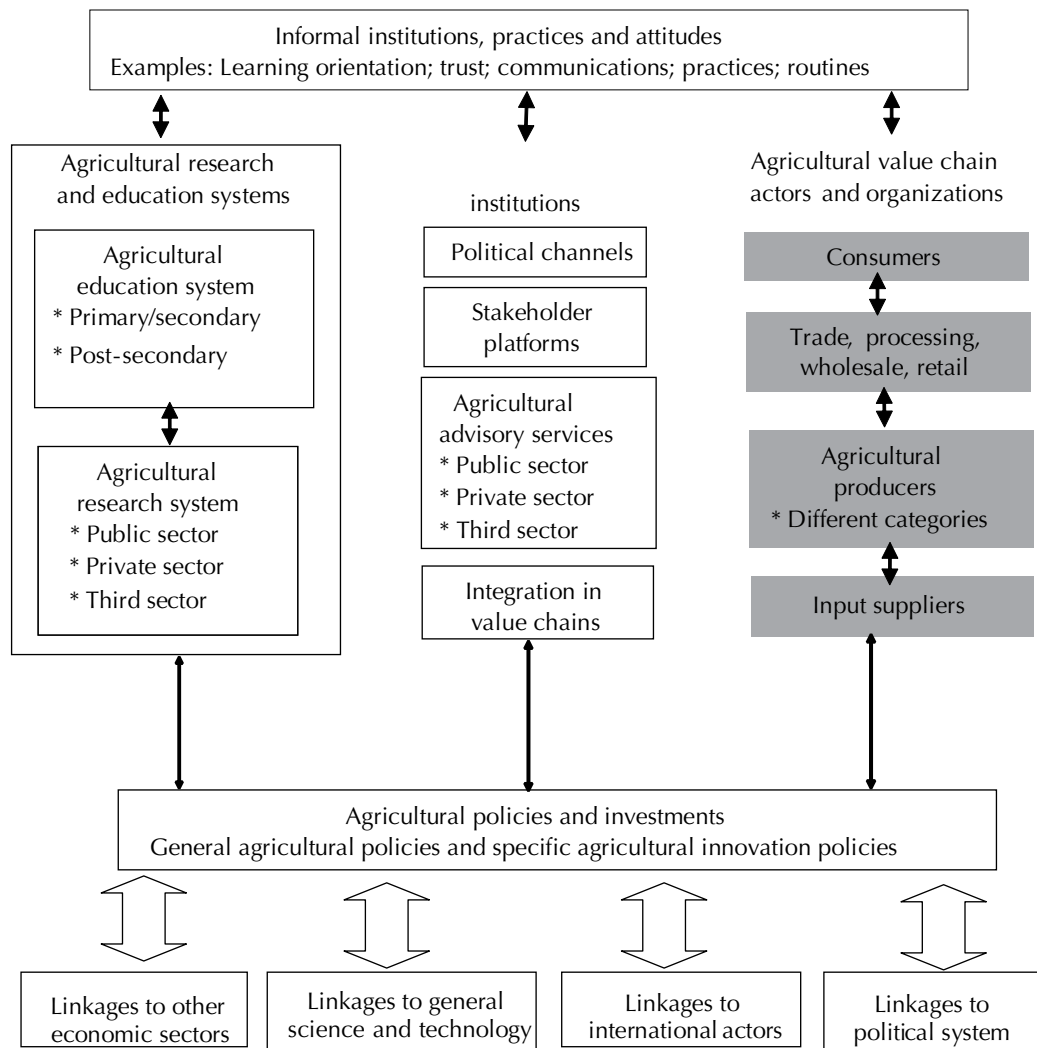 Informal institutions, practices and attitudes
Examples: Learning orientation; trust; communications; practices; routines
Agricultural research
and education systems
Agricultural
education system
* Primary/secondary
* Post-secondary
Agricultural
research system
* Public sector
* Private sector
* Third sector
institutions
Political channels
Stakeholder
platforms
Agricultural
advisory services
* Public sector
* Private sector
* Third sector
Integration in
value chains
Agricultural value chain
actors and organizations
Consumers
Trade, processing,
wholesale, retail
Agricultural
producers
* Different categories
Input suppliers
Agricultural policies and investments
General agricultural policies and specific agricultural innovation policies
Linkages to other
economic sectors
Linkages to general
science and technology
Linkages to
international actors
Linkages to
political system